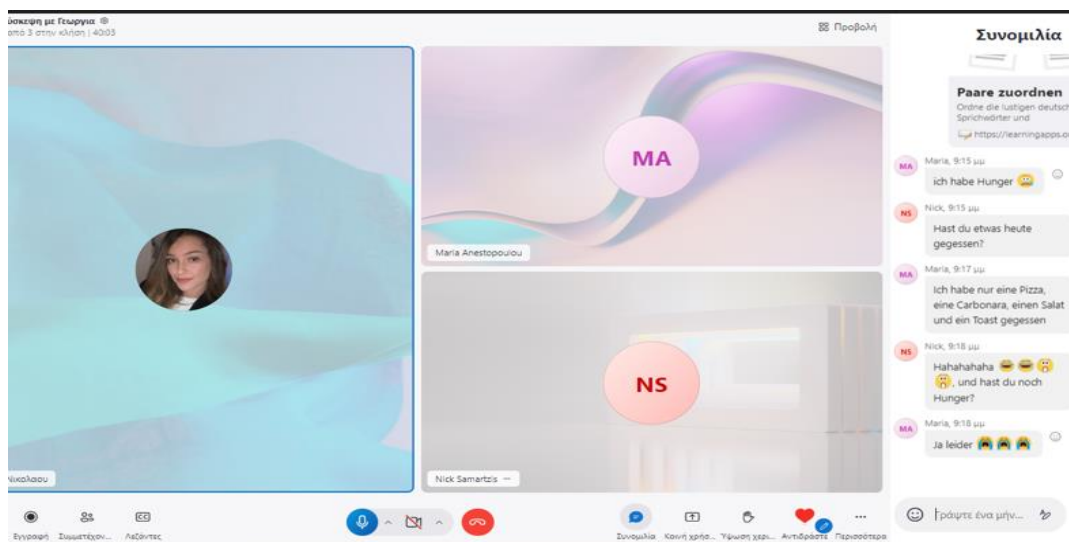 ύσκεψη με Γεωργια
από 3 στην κλήση | 40:03
Προβολή
MA
Maria Anestopoulou
Νικολαου
NS
Nick Samartzis
Συνομιλία
Paare zuordnen
Ordne die lustigen deutsch
Sprichwörter und
https://learningapps.o
MA
Maria, 9:15 μμ
ich habe Hunger
NS
Nick, 9:15 μμ
Hast du etwas heute
gegessen?
MA
Maria, 9:17 μμ
Ich habe nur eine Pizza,
eine Carbonara, einen Salat
und ein Toast gegessen
NS
Nick, 9:18 μμ
Hahahahaha
, und hast du noch
Hunger?
MA
Maria, 9:18 μμ
Ja leider
Γράψτε ένα μήν...
Εγγραφή
Συμμετέχον...
CC
Λεζάντες
Συνομιλία
Κοινή χρήσ...
Ύψωση χερι...
Αντιδράστε
Περισσότερα